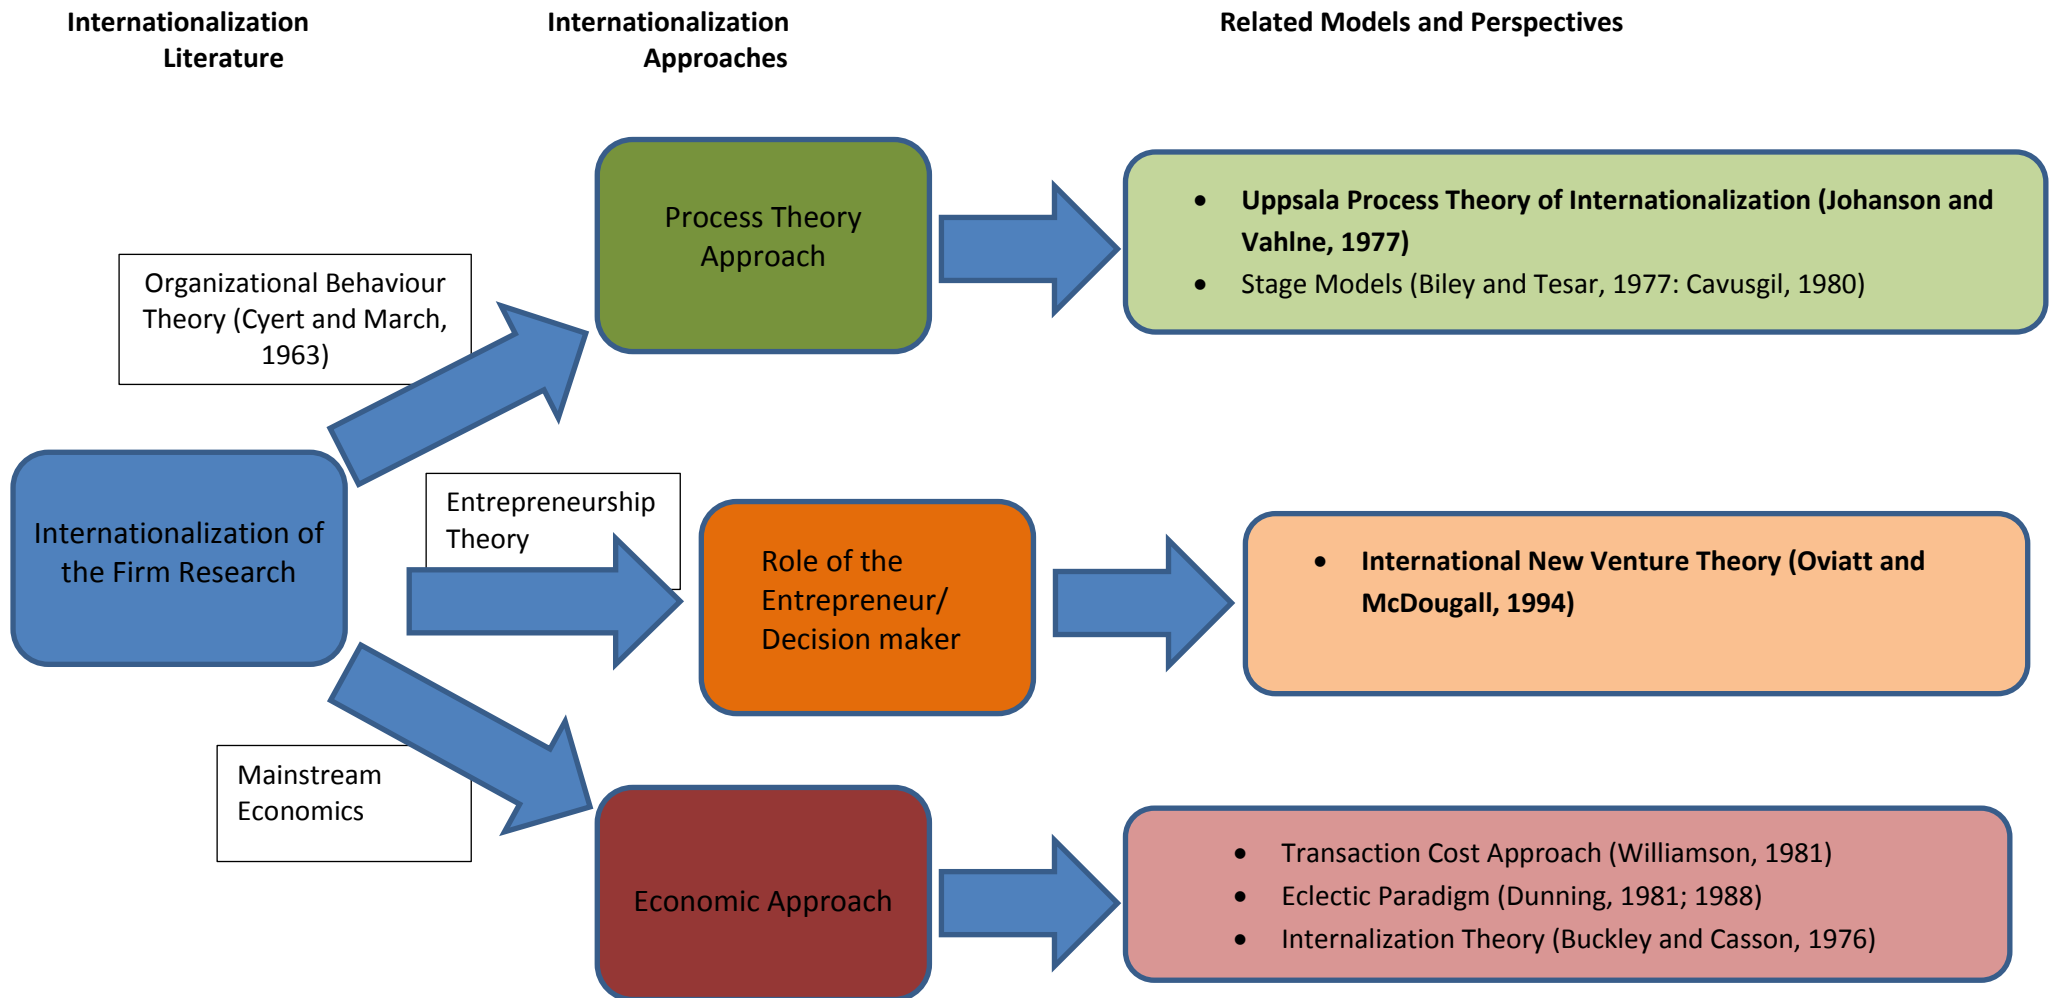 Internationalization
Literature
Internationalization
Approaches
Related Models and Perspectives
Process Theory
Approach
• Uppsala Process Theory of Internationalization (Johanson and
Vahlne, 1977)
• Stage Models (Biley and Tesar, 1977: Cavusgil, 1980)
Organizational Behaviour
Theory (Cyert and March,
1963)
Internationalization of
the Firm Research
Entrepreneurship
Theory
Role of the
Entrepreneur/
Decision maker
• International New Venture Theory (Oviatt and
McDougall, 1994)
Mainstream
Economics
Economic Approach
• Transaction Cost Approach (Williamson, 1981)
• Eclectic Paradigm (Dunning, 1981; 1988)
• Internalization Theory (Buckley and Casson, 1976)